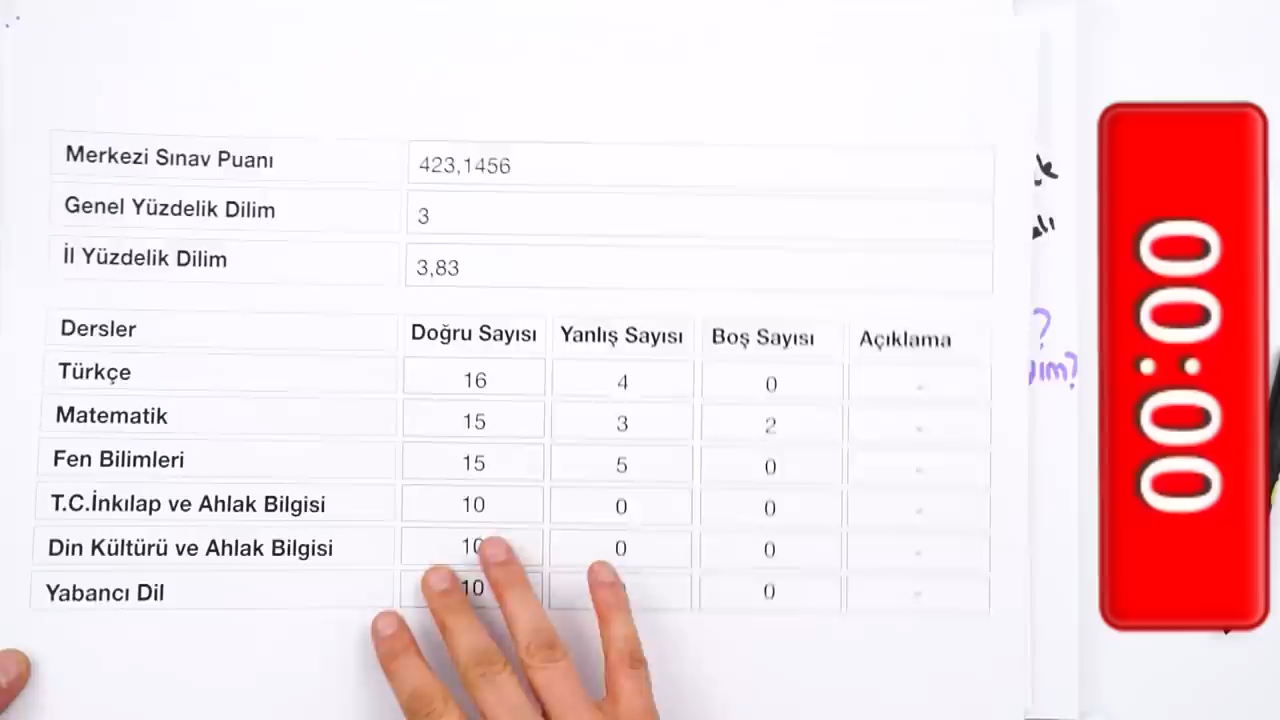 Merkezi Sınav Puanı 423,1456
Genel Yüzdelik Dilim 3
İl Yüzdelik Dilim 3,83
Dersler Doğru Sayısı Yanlış Sayısı Boş Sayısı Açıklama
Türkçe 16 4 0 -
Matematik 15 3 2 -
Fen Bilimleri 15 5 0 -
T.C.İnkılap ve Ahlak Bilgisi 10 0 0 -
Din Kültürü ve Ahlak Bilgisi 10 0 0 -
Yabancı Dil 10 0 -
00:00